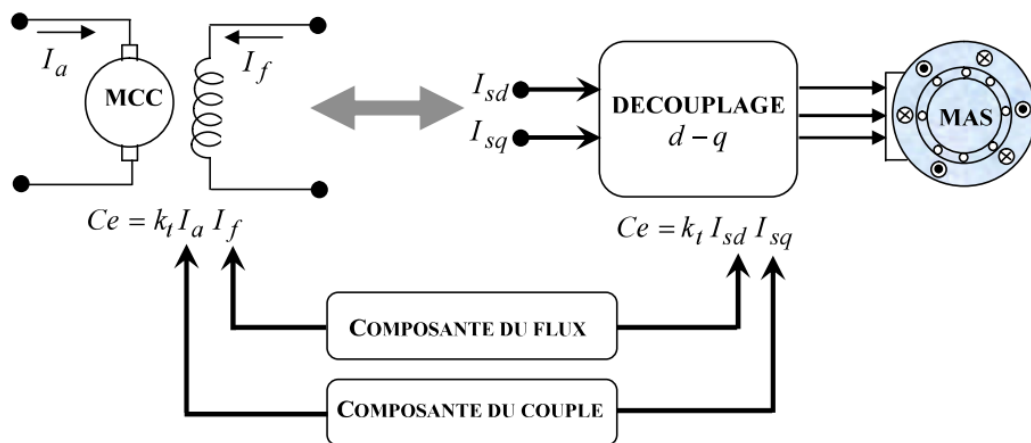 I_a
I_f
MCC
I_sd
I_sq
DECOUPLAGE
d - q
MAS
Ce = k_t I_a I_f
Ce = k_t I_sd I_sq
COMPOSANTE DU FLUX
COMPOSANTE DU COUPLE